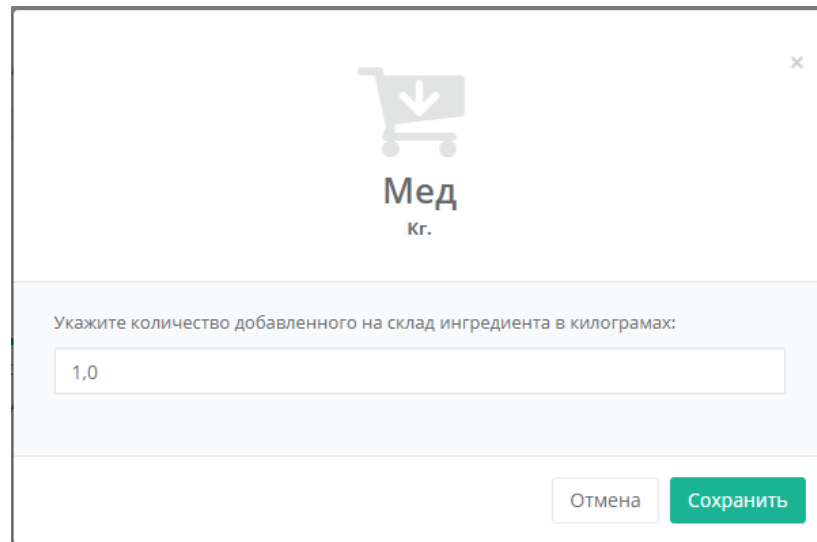 ×
Мед
Кг.
Укажите количество добавленного на склад ингредиента в килограмах:
1,0
Отмена Сохранить